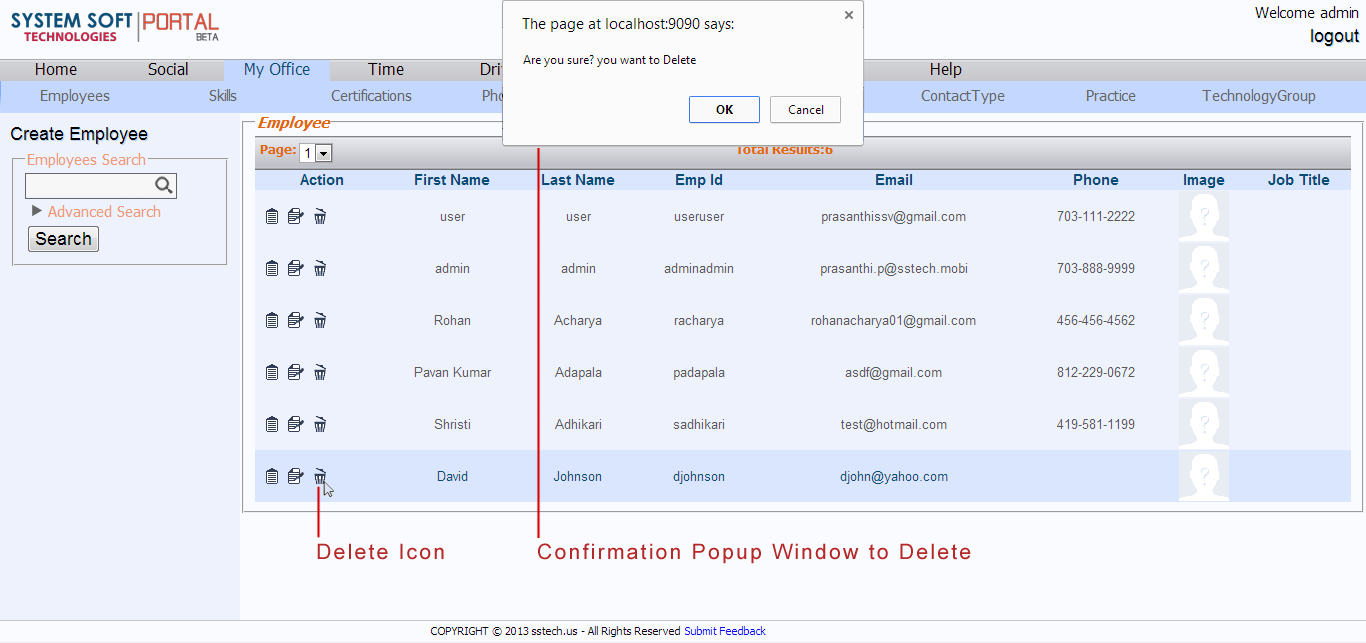 SYSTEM SOFT PORTAL
TECHNOLOGIES BETA
The page at localhost:9090 says:
Are you sure? you want to Delete
OK Cancel
Welcome admin
logout
Home Social My Office Time Dri Help
Employees Skills Certifications Pho ContactType Practice TechnologyGroup
Create Employee
Employees Search
Advanced Search
Search
Employee
Page: 1 Total Results:6
Action First Name Last Name Emp Id Email Phone Image Job Title
user user useruser prasanthissv@gmail.com 703-111-2222
admin admin adminadmin prasanthi.p@sstech.mobi 703-888-9999
Rohan Acharya racharya rohanacharya01@gmail.com 456-456-4562
Pavan Kumar Adapala padapala asdf@gmail.com 812-229-0672
Shristi Adhikari sadhikari test@hotmail.com 419-581-1199
David Johnson djohnson djohn@yahoo.com
Delete Icon
Confirmation Popup Window to Delete
COPYRIGHT © 2013 sstech.us - All Rights Reserved Submit Feedback